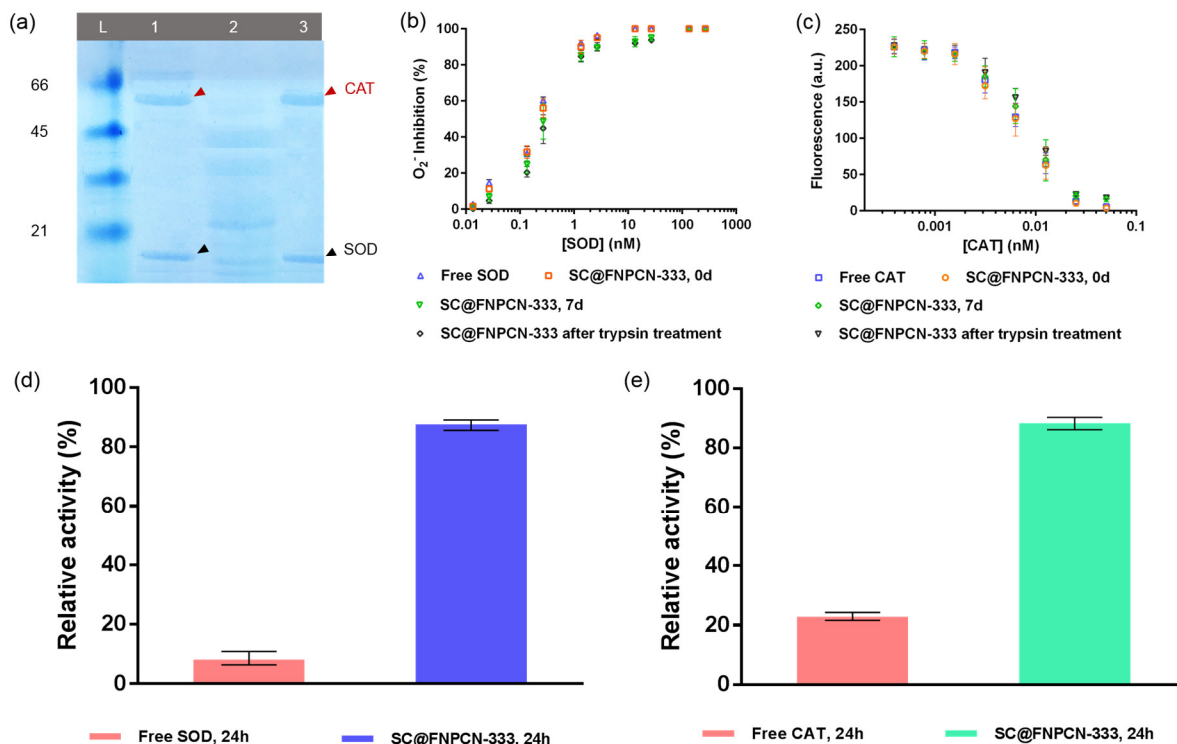 (a)
L 1 2 3
66
45
21
CAT
SOD
(b)
O₂⁻ Inhibition (%)
100
80
60
40
20
0
0.01 0.1 1 10 100 1000
[SOD] (nM)
Free SOD SC@FNPCN-333, 0d
SC@FNPCN-333, 7d
SC@FNPCN-333 after trypsin treatment
(c)
Fluorescence (a.u.)
250
200
150
100
50
0
0.001 0.01 0.1
[CAT] (nM)
Free CAT SC@FNPCN-333, 0d
SC@FNPCN-333, 7d
SC@FNPCN-333 after trypsin treatment
(d)
Relative activity (%)
100
80
60
40
20
0
Free SOD, 24h SC@FNPCN-333, 24h
(e)
Relative activity (%)
100
80
60
40
20
0
Free CAT, 24h SC@FNPCN-333, 24h